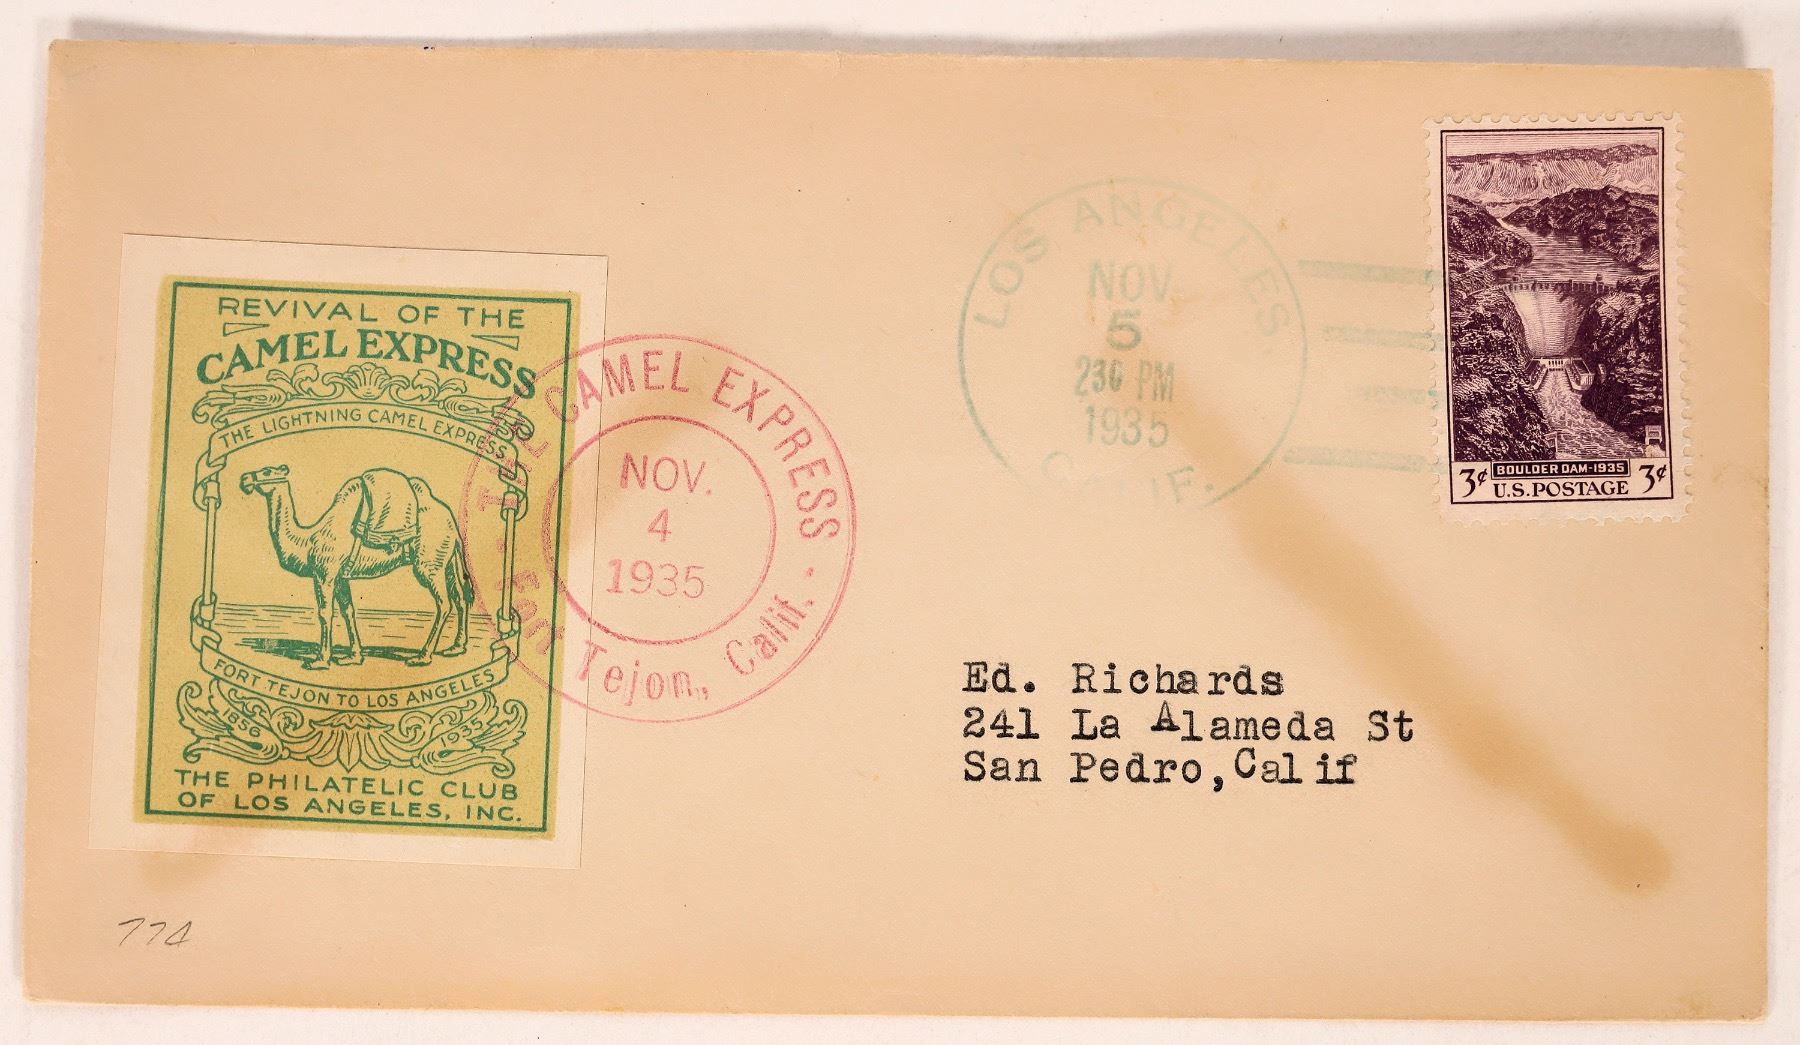 REVIVAL OF THE
CAMEL EXPRESS
THE LIGHTNING CAMEL EXPRESS
FORT TEJON TO LOS ANGELES
1856 1935
THE PHILATELIC CLUB
OF LOS ANGELES, INC.
THE CAMEL EXPRESS
NOV.
4
1935
Fort Tejon, Calif.
LOS ANGELES
NOV.
5
230 PM
1935
CALIF.
BOULDER DAM-1935
3¢ U.S. POSTAGE 3¢
Ed. Richards
241 La Alameda St
San Pedro, Calif
774